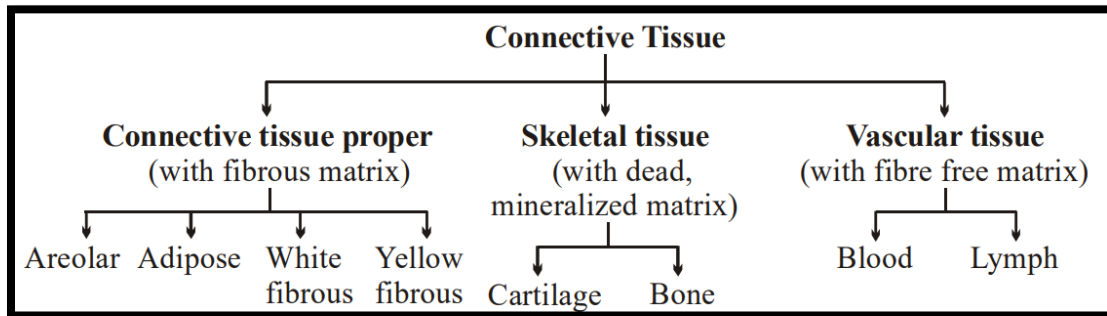 Connective Tissue
Connective tissue proper
(with fibrous matrix)
Skeletal tissue
(with dead,
mineralized matrix)
Vascular tissue
(with fibre free matrix)
Areolar
Adipose
White
fibrous
Yellow
fibrous
Cartilage
Bone
Blood
Lymph